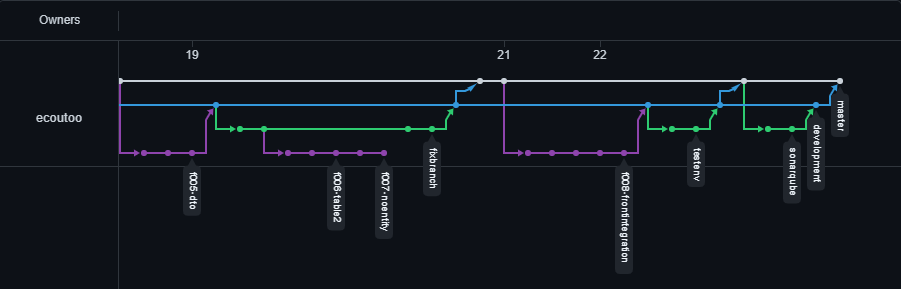 Owners
19
21
22
ecoutoo
master
development
fixbranch
testenv
sonarqube
f005-dto
f006-table2
f007-noentity
f008-frontintegration